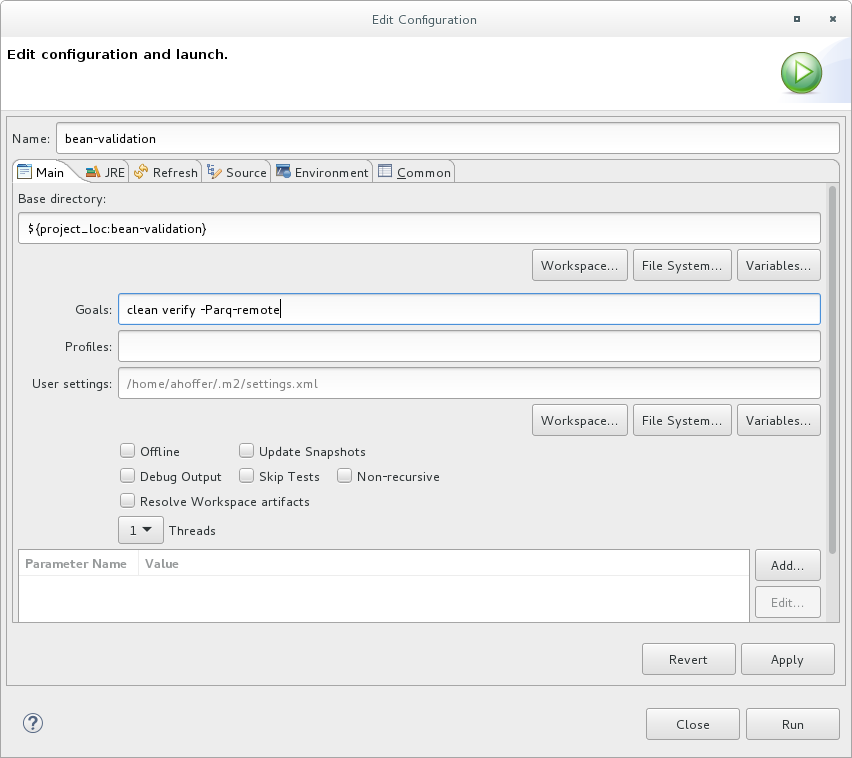 Edit Configuration
Edit configuration and launch.
Name: bean-validation
Main JRE Refresh Source Environment Common
Base directory:
${project_loc:bean-validation}
Workspace... File System... Variables...
Goals: clean verify -Parq-remote
Profiles:
User settings: /home/ahoffer/.m2/settings.xml
Workspace... File System... Variables...
Offline Update Snapshots
Debug Output Skip Tests Non-recursive
Resolve Workspace artifacts
1 Threads
Parameter Name Value Add...
Edit...
Revert Apply
? Close Run